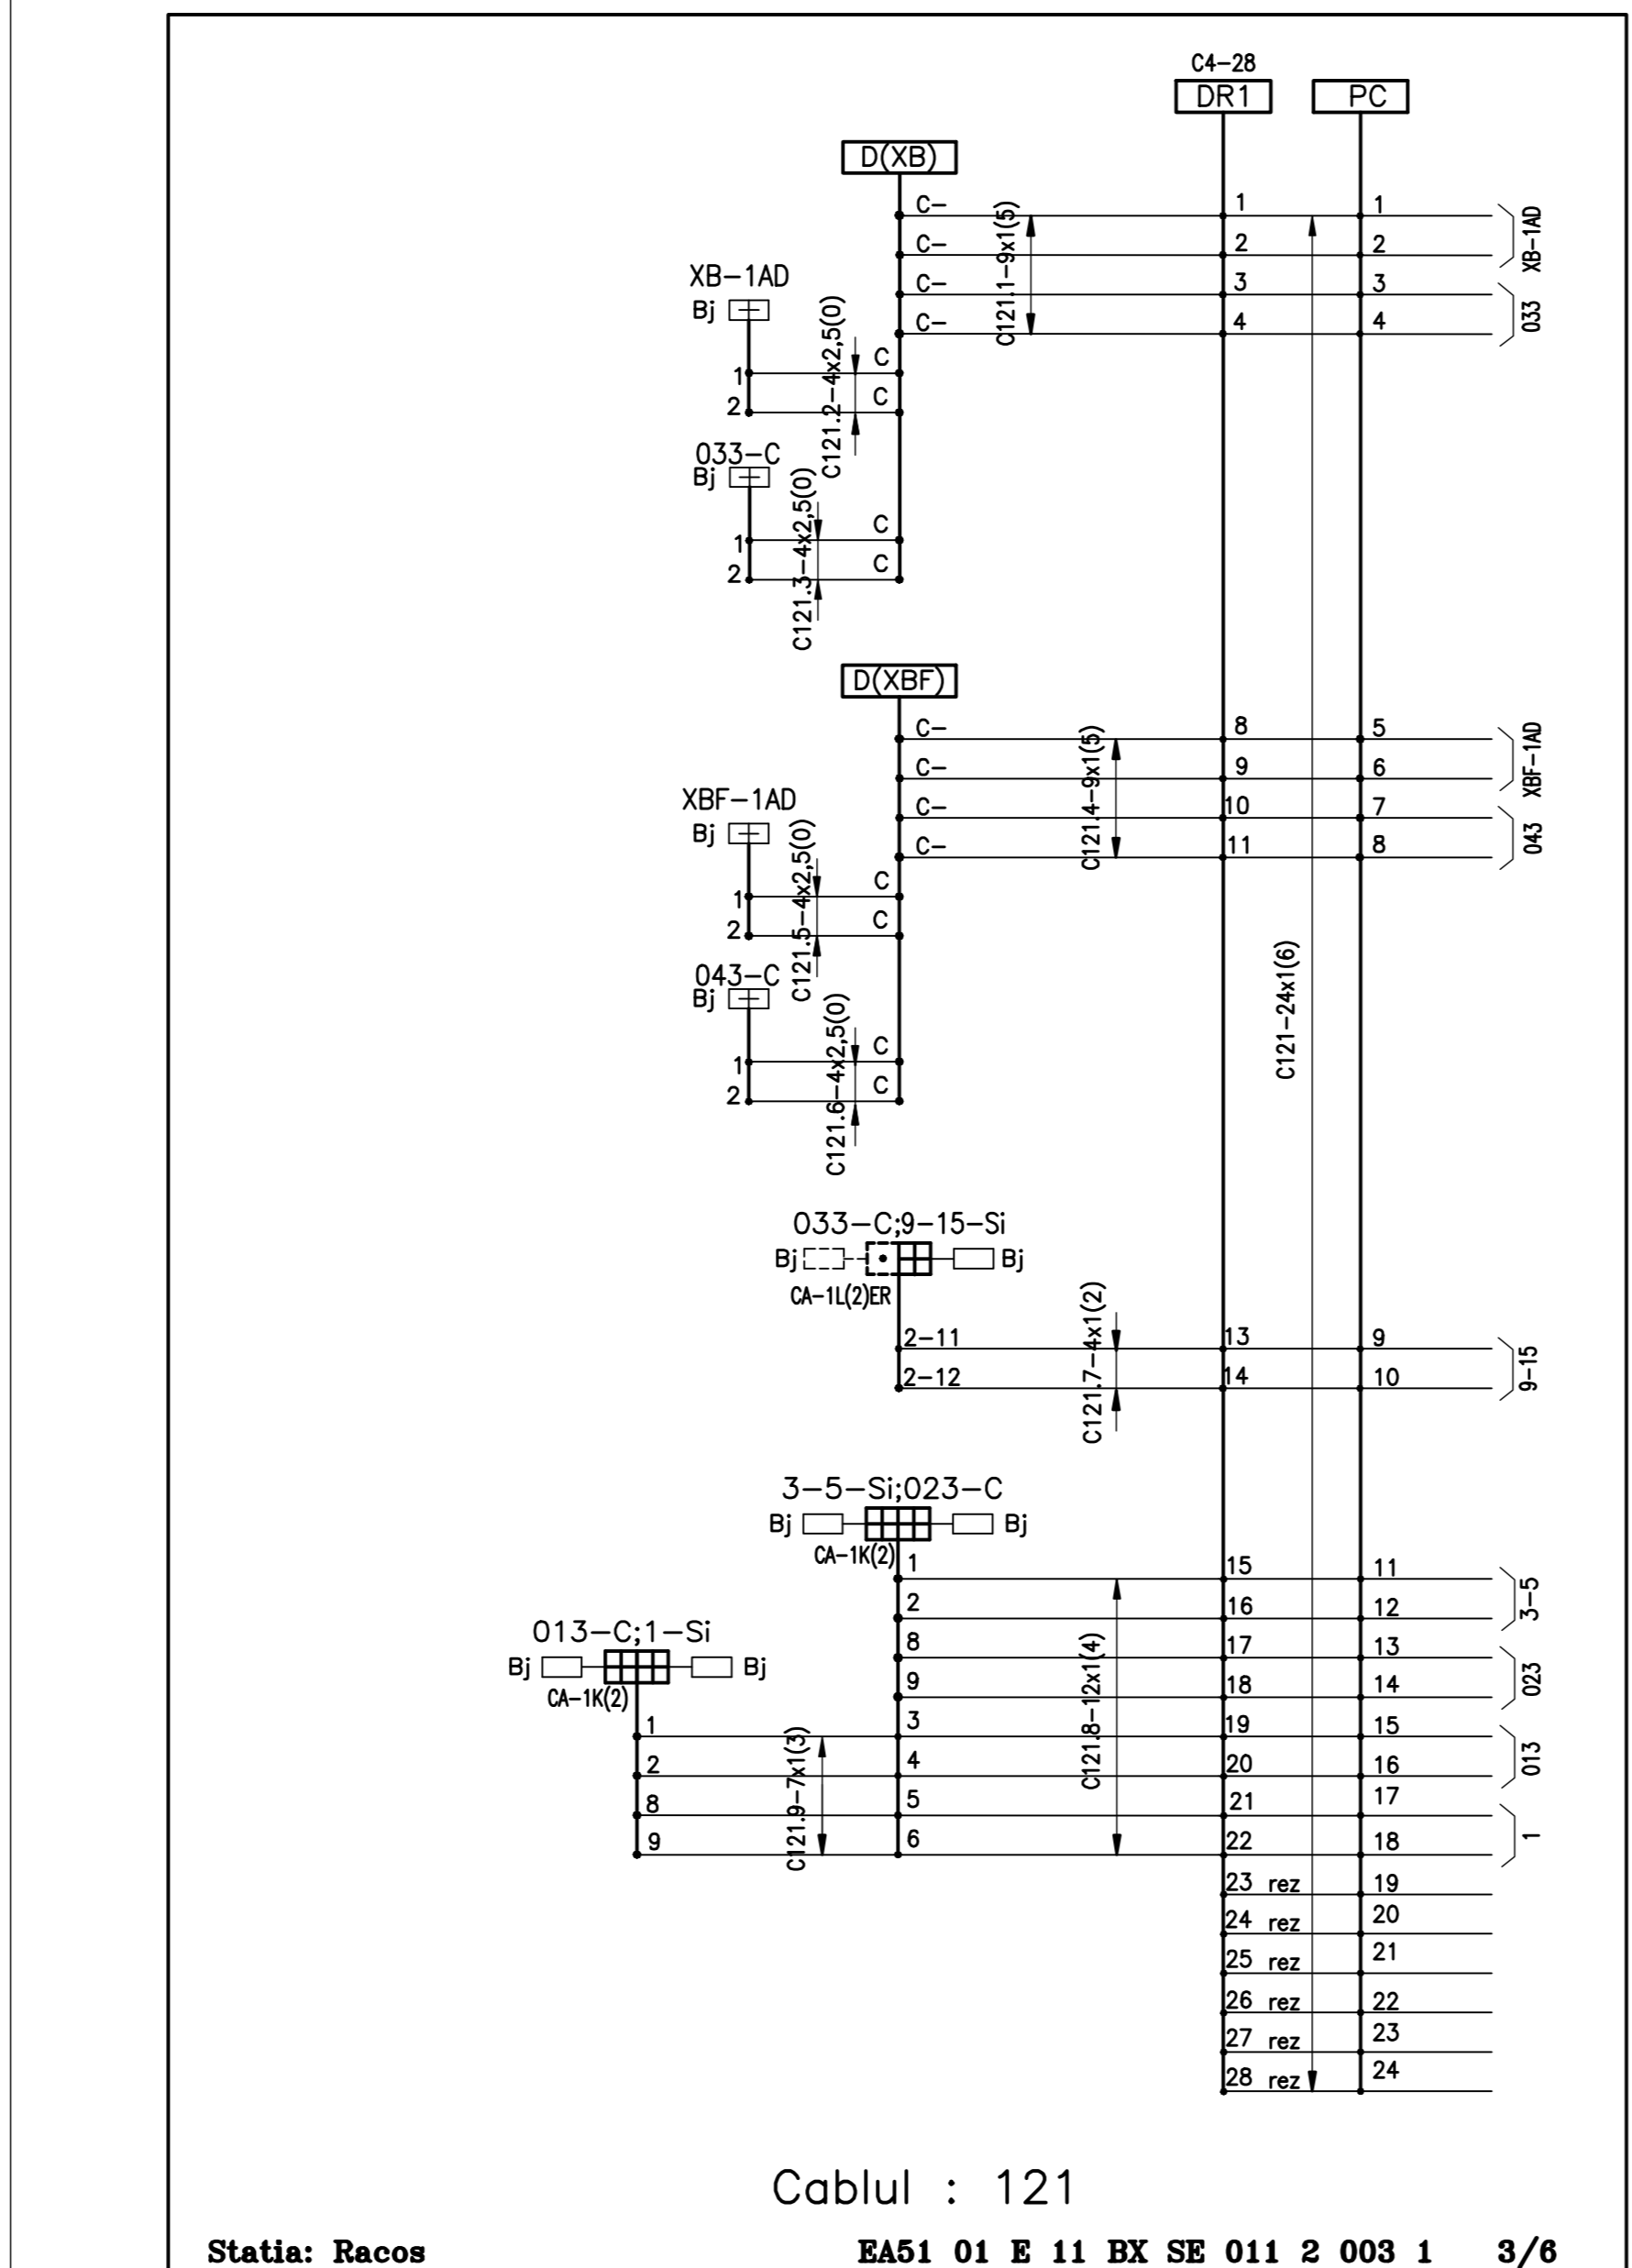 C4-28
DR1 PC
D(XB)
C- 1 1
C- 2 2
XB-1AD
C- 3 3
C- 4 4
033
C121.1-9x1(5)
XB-1AD
Bj
1 C
2 C
C121.2-4x2,5(0)
033-C
Bj
1 C
2 C
C121.3-4x2,5(0)
D(XBF)
C- 8 5
C- 9 6
XBF-1AD
C- 10 7
C- 11 8
043
C121.4-9x1(5)
XBF-1AD
Bj
1 C
2 C
C121.5-4x2,5(0)
043-C
Bj
1 C
2 C
C121.6-4x2,5(0)
C121-24x1(6)
033-C;9-15-Si
Bj Bj
CA-1L(2)ER
2-11 13 9
2-12 14 10
9-15
C121.7-4x1(2)
3-5-Si;023-C
Bj Bj
CA-1K(2)
1 15 11
2 16 12
3-5
8 17 13
9 18 14
023
C121.8-12x1(4)
013-C;1-Si
Bj Bj
CA-1K(2)
1 3 19 15
2 4 20 16
013
8 5 21 17
9 6 22 18
1
C121.9-7x1(3)
23 rez 19
24 rez 20
25 rez 21
26 rez 22
27 rez 23
28 rez 24
Cablul : 121
Statia: Racos EA51 01 E 11 BX SE 011 2 003 1 3/6